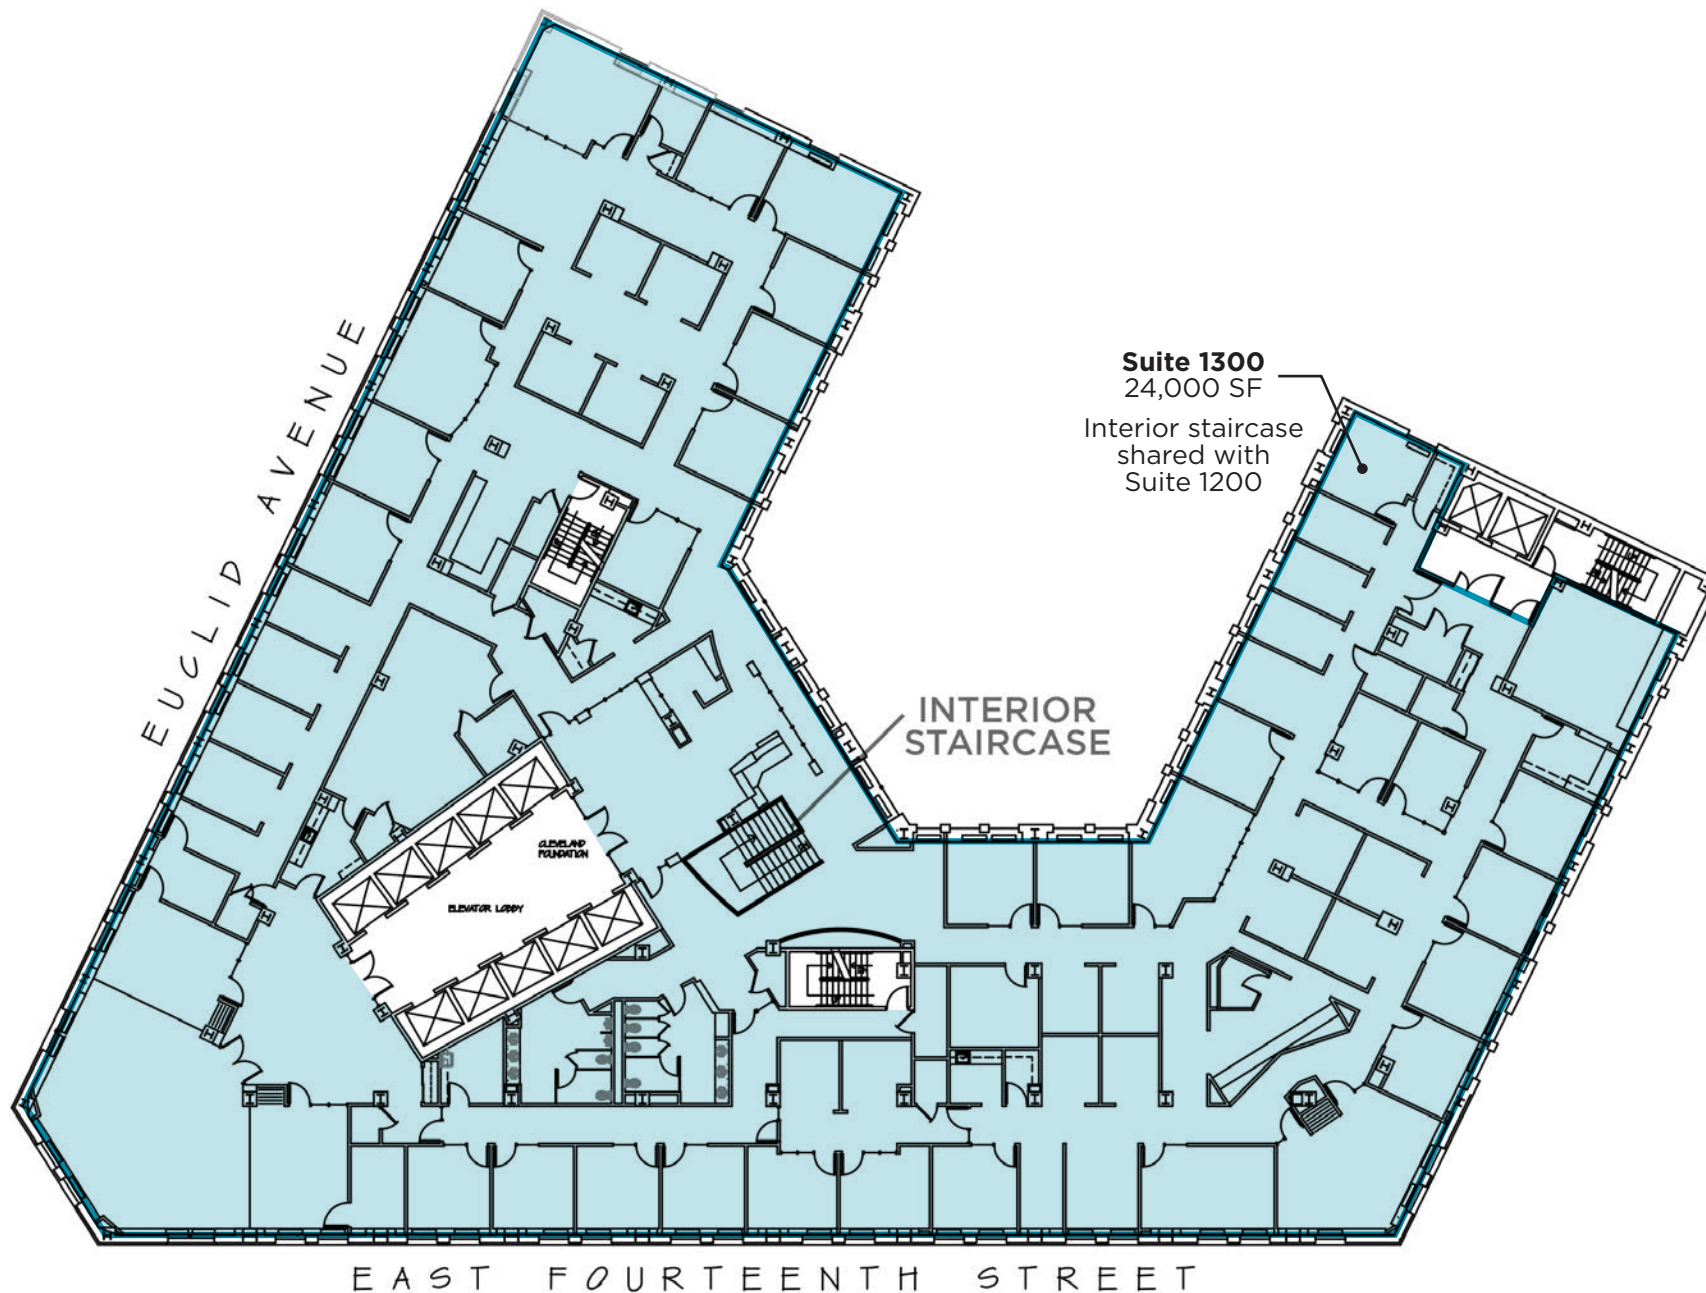 Suite 1300
24,000 SF
Interior staircase
shared with
Suite 1200
EUCLID AVENUE
INTERIOR
STAIRCASE
CLEVELAND
FOUNDATION
ELEVATOR LOBBY
EAST FOURTEENTH STREET